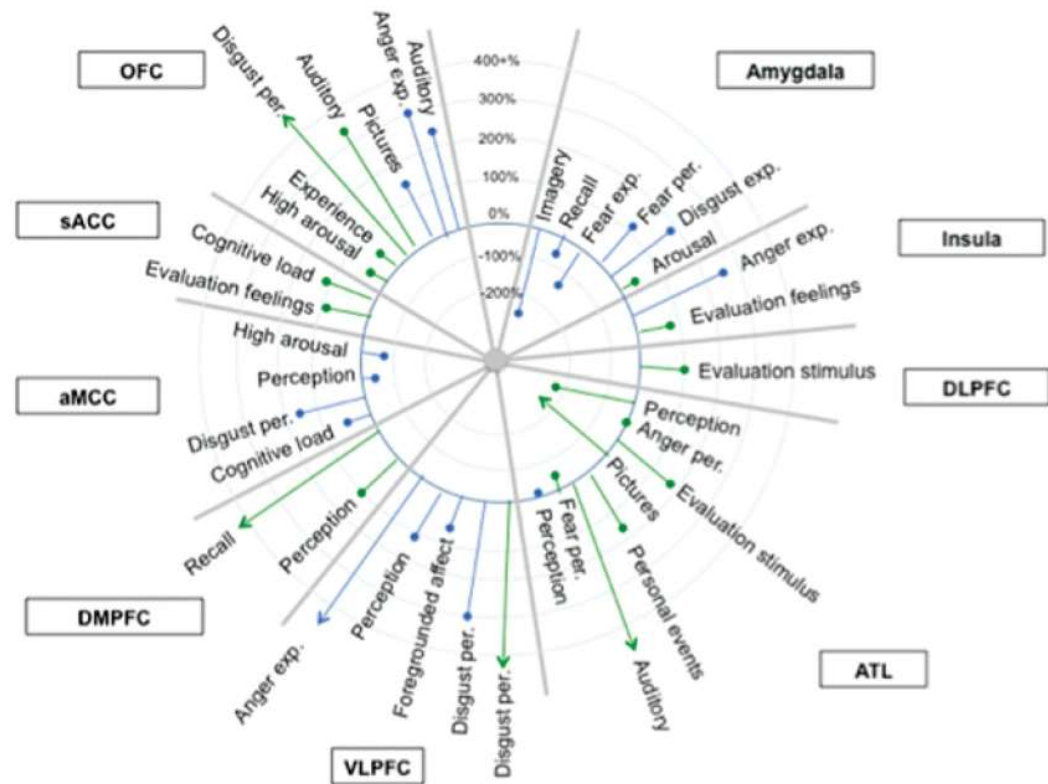 OFC
Disgust per.
Auditory
Pictures
Anger exp.
Auditory
400+%
300%
200%
100%
0%
-100%
-200%
Amygdala
Imagery
Recall
Fear exp.
Fear per.
Disgust exp.
Arousal
Insula
Anger exp.
Evaluation feelings
DLPFC
Evaluation stimulus
ATL
Perception
Anger per.
Evaluation stimulus
Pictures
Personal events
Auditory
Fear per.
Perception
VLPFC
Disgust per.
Disgust per.
Foregrounded affect
Perception
Anger exp.
DMPFC
Perception
Recall
aMCC
Cognitive load
Disgust per.
Perception
High arousal
sACC
Evaluation feelings
Cognitive load
High arousal
Experience